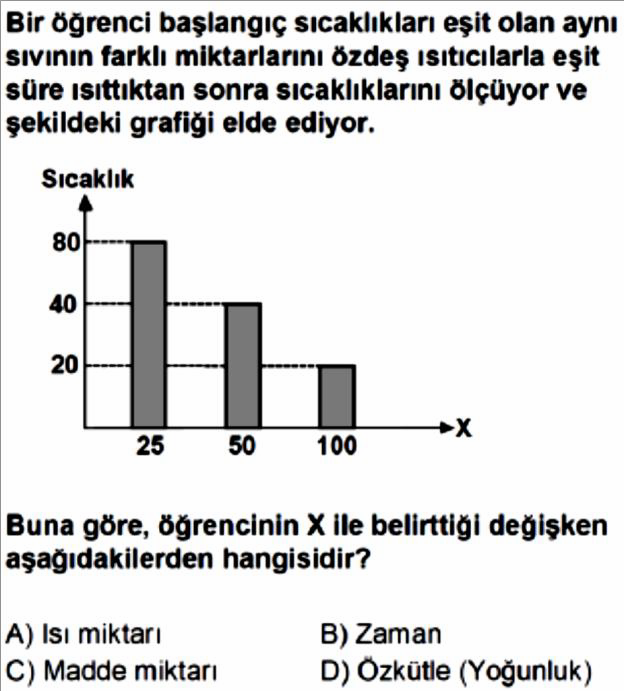 Bir öğrenci başlangıç sıcaklıkları eşit olan aynı
sıvının farklı miktarlarını özdeş ısıtıcılarla eşit
süre ısıttıktan sonra sıcaklıklarını ölçüyor ve
şekildeki grafiği elde ediyor.
Sıcaklık
80
40
20
25 50 100
X
Buna göre, öğrencinin X ile belirttiği değişken
aşağıdakilerden hangisidir?
A) Isı miktarı B) Zaman
C) Madde miktarı D) Özkütle (Yoğunluk)